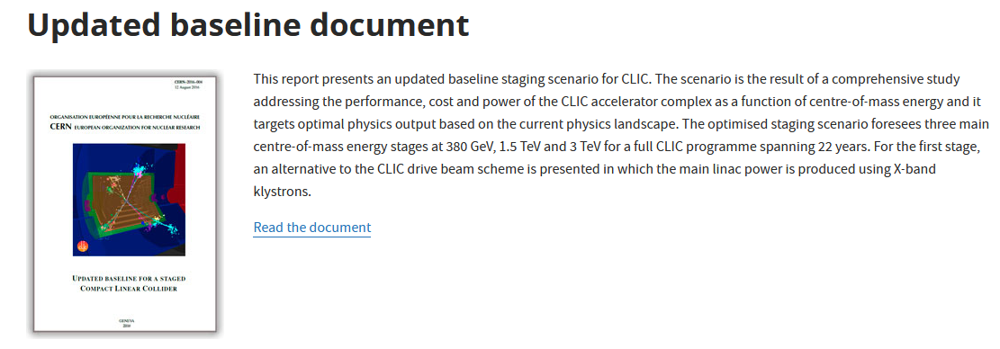 Updated baseline document
CERN–2016–004
12 August 2016
ORGANISATION EUROPÉENNE POUR LA RECHERCHE NUCLÉAIRE
CERN EUROPEAN ORGANIZATION FOR NUCLEAR RESEARCH
UPDATED BASELINE FOR A STAGED
COMPACT LINEAR COLLIDER
GENEVA
2016
This report presents an updated baseline staging scenario for CLIC. The scenario is the result of a comprehensive study
addressing the performance, cost and power of the CLIC accelerator complex as a function of centre-of-mass energy and it
targets optimal physics output based on the current physics landscape. The optimised staging scenario foresees three main
centre-of-mass energy stages at 380 GeV, 1.5 TeV and 3 TeV for a full CLIC programme spanning 22 years. For the first stage,
an alternative to the CLIC drive beam scheme is presented in which the main linac power is produced using X-band
klystrons.
Read the document